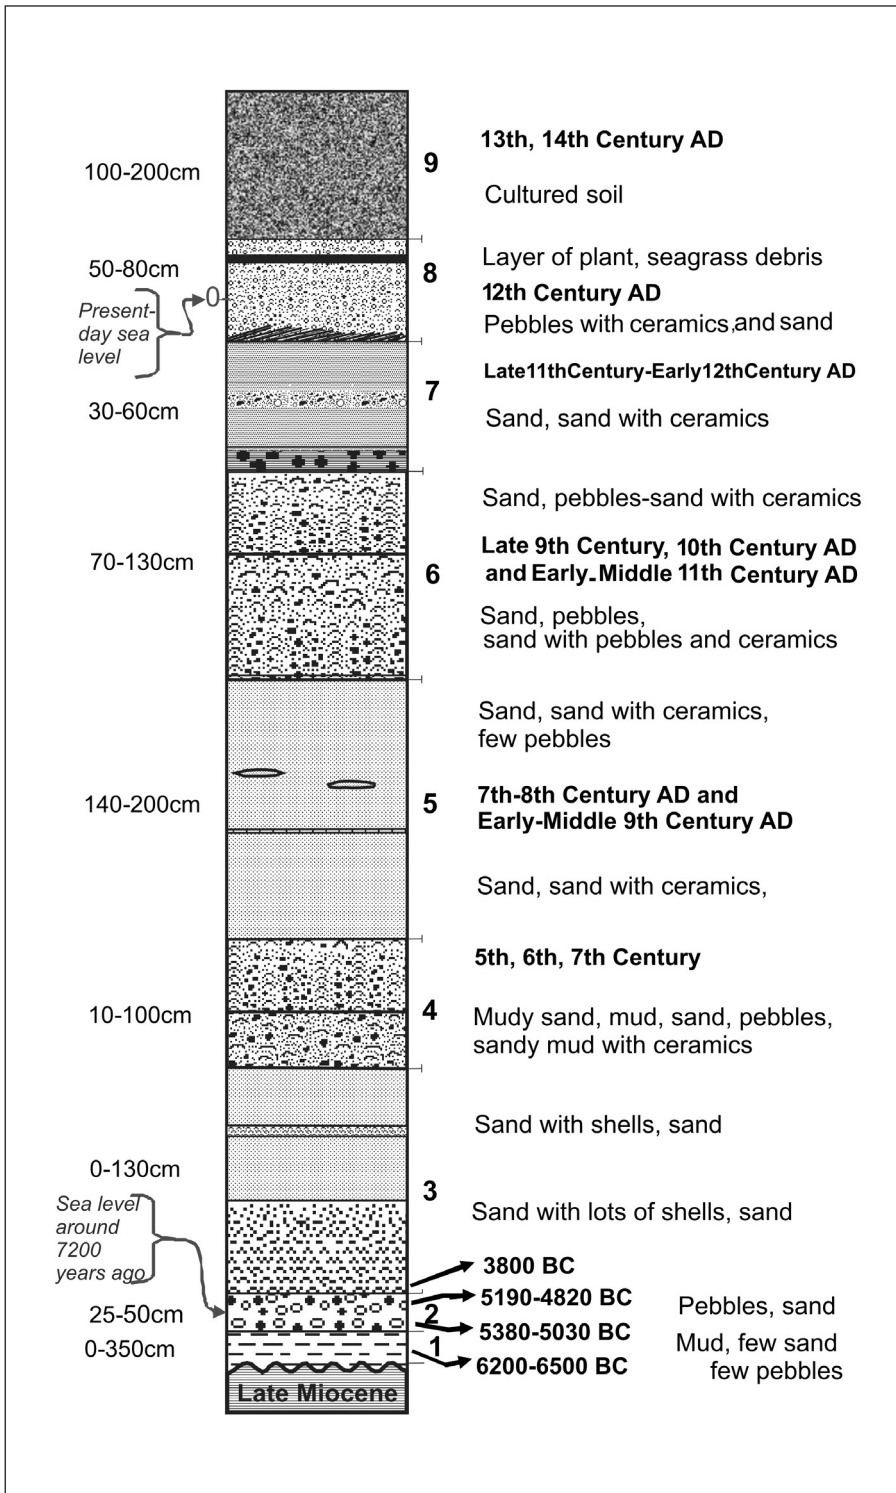 13th, 14th Century AD
100-200cm
9
Cultured soil
Layer of plant, seagrass debris
50-80cm
8
12th Century AD
0
Present-
day sea
level
Pebbles with ceramics,and sand
Late11thCentury-Early12thCentury AD
7
30-60cm
Sand, sand with ceramics
Sand, pebbles-sand with ceramics
Late 9th Century, 10th Century AD
and Early-Middle 11th Century AD
70-130cm
6
Sand, pebbles,
sand with pebbles and ceramics
Sand, sand with ceramics,
few pebbles
140-200cm
5
7th-8th Century AD and
Early-Middle 9th Century AD
Sand, sand with ceramics,
5th, 6th, 7th Century
10-100cm
4
Mudy sand, mud, sand, pebbles,
sandy mud with ceramics
Sand with shells, sand
0-130cm
3
Sea level
around
7200
years ago
Sand with lots of shells, sand
3800 BC
5190-4820 BC
25-50cm
2
Pebbles, sand
5380-5030 BC
0-350cm
1
Mud, few sand
few pebbles
6200-6500 BC
Late Miocene